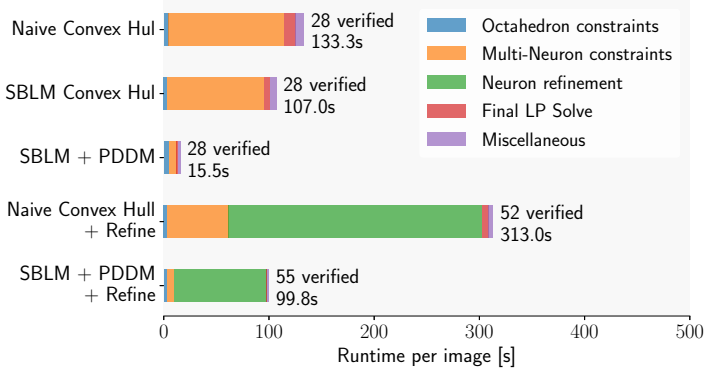 Naive Convex Hul
28 verified
133.3s
SBLM Convex Hul
28 verified
107.0s
SBLM + PDDM
28 verified
15.5s
Naive Convex Hull
+ Refine
52 verified
313.0s
SBLM + PDDM
+ Refine
55 verified
99.8s
Octahedron constraints
Multi-Neuron constraints
Neuron refinement
Final LP Solve
Miscellaneous
0 100 200 300 400 500
Runtime per image [s]